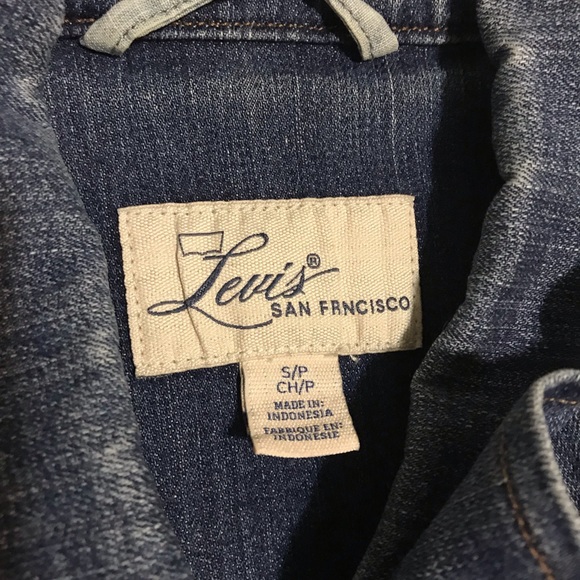 Levi's®
SAN FRNCISCO
S/P
CH/P
MADE IN:
INDONESIA
FABRIQUE EN:
INDONESIE